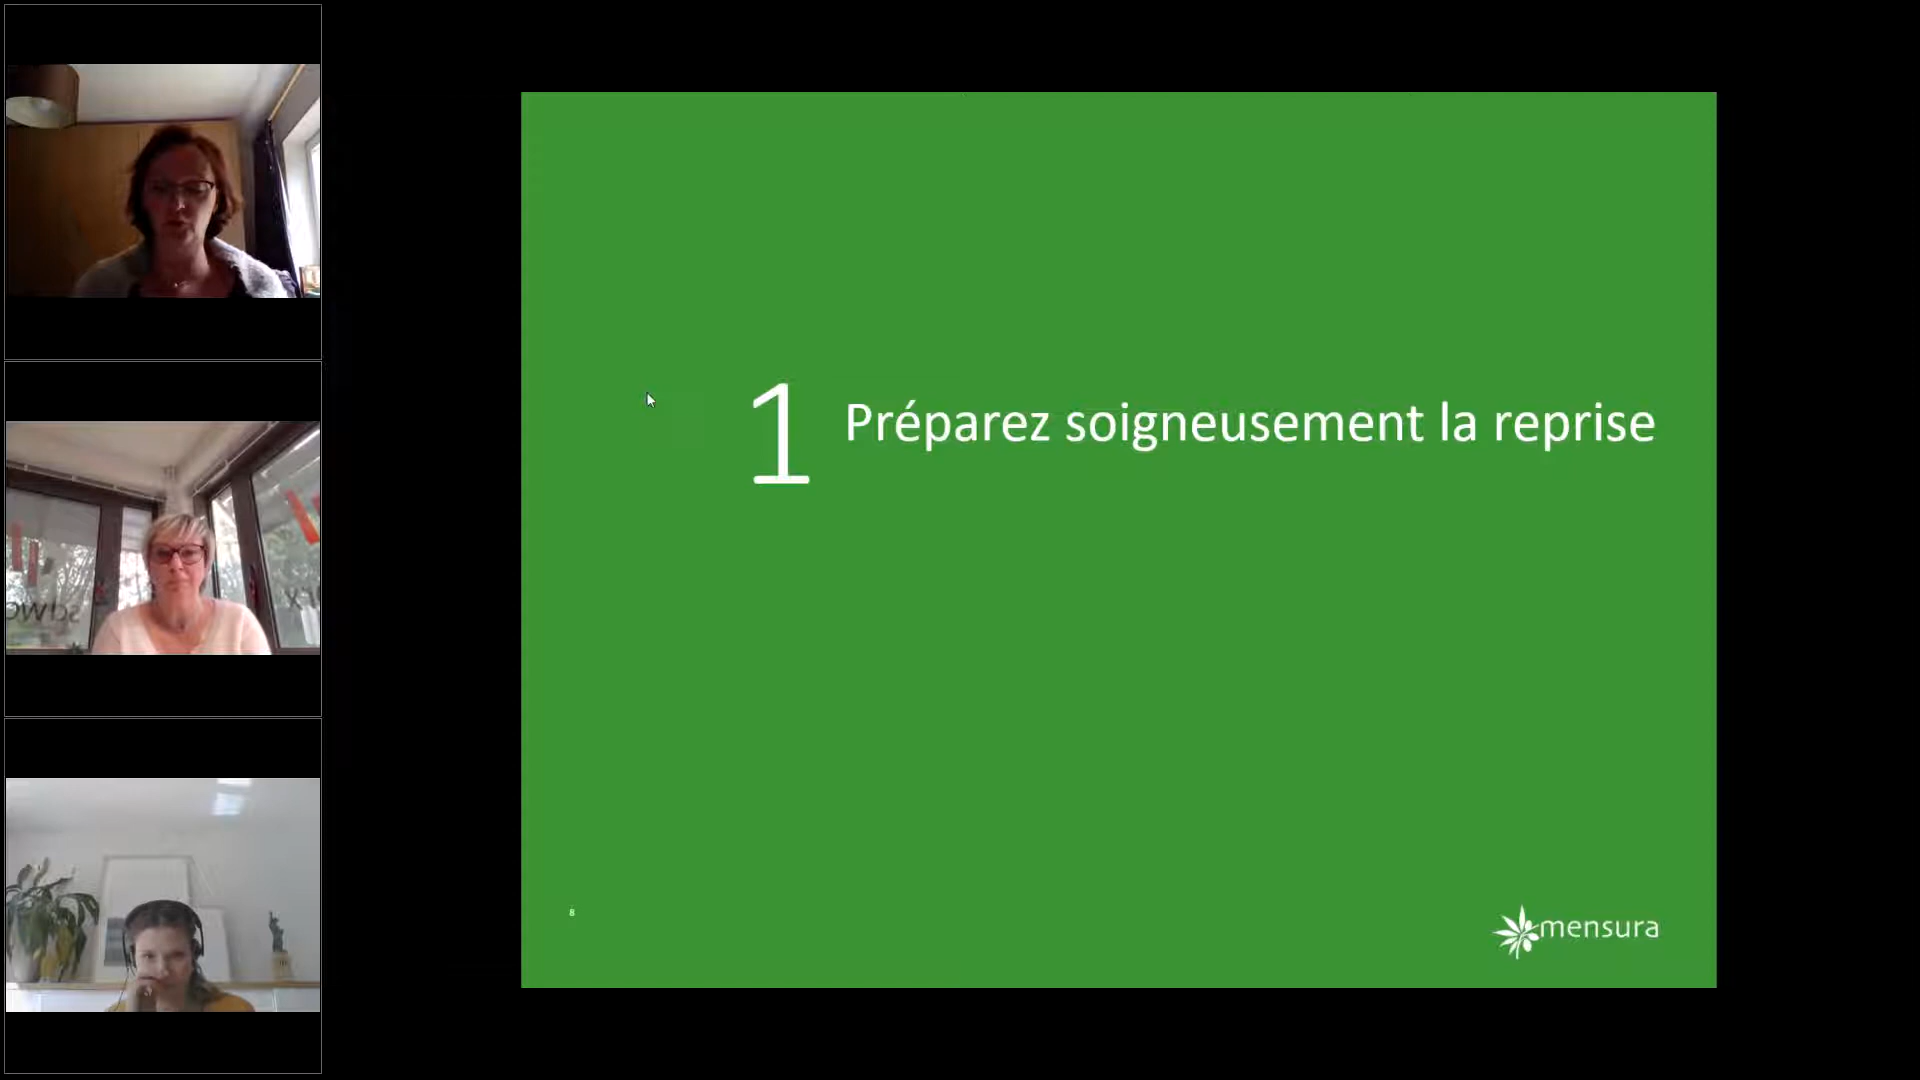 1 Préparez soigneusement la reprise
8
mensura